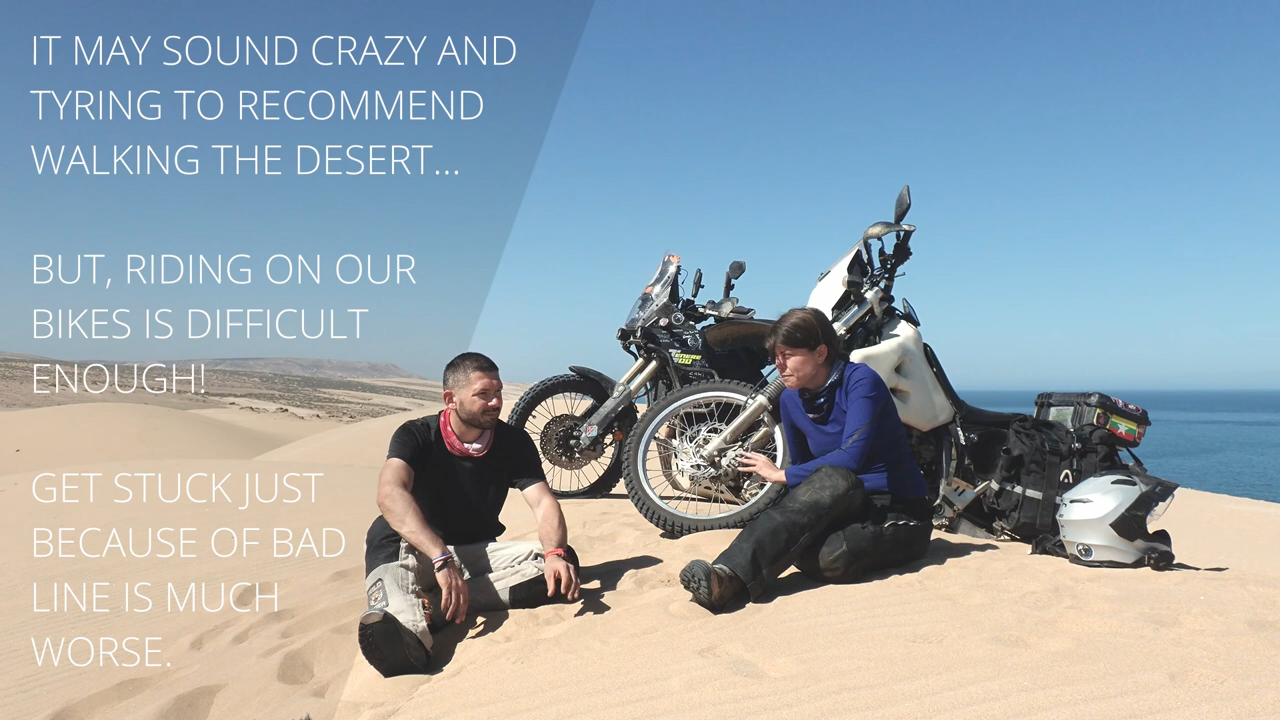 IT MAY SOUND CRAZY AND
TYRING TO RECOMMEND
WALKING THE DESERT...
BUT, RIDING ON OUR
BIKES IS DIFFICULT
ENOUGH!
GET STUCK JUST
BECAUSE OF BAD
LINE IS MUCH
WORSE.